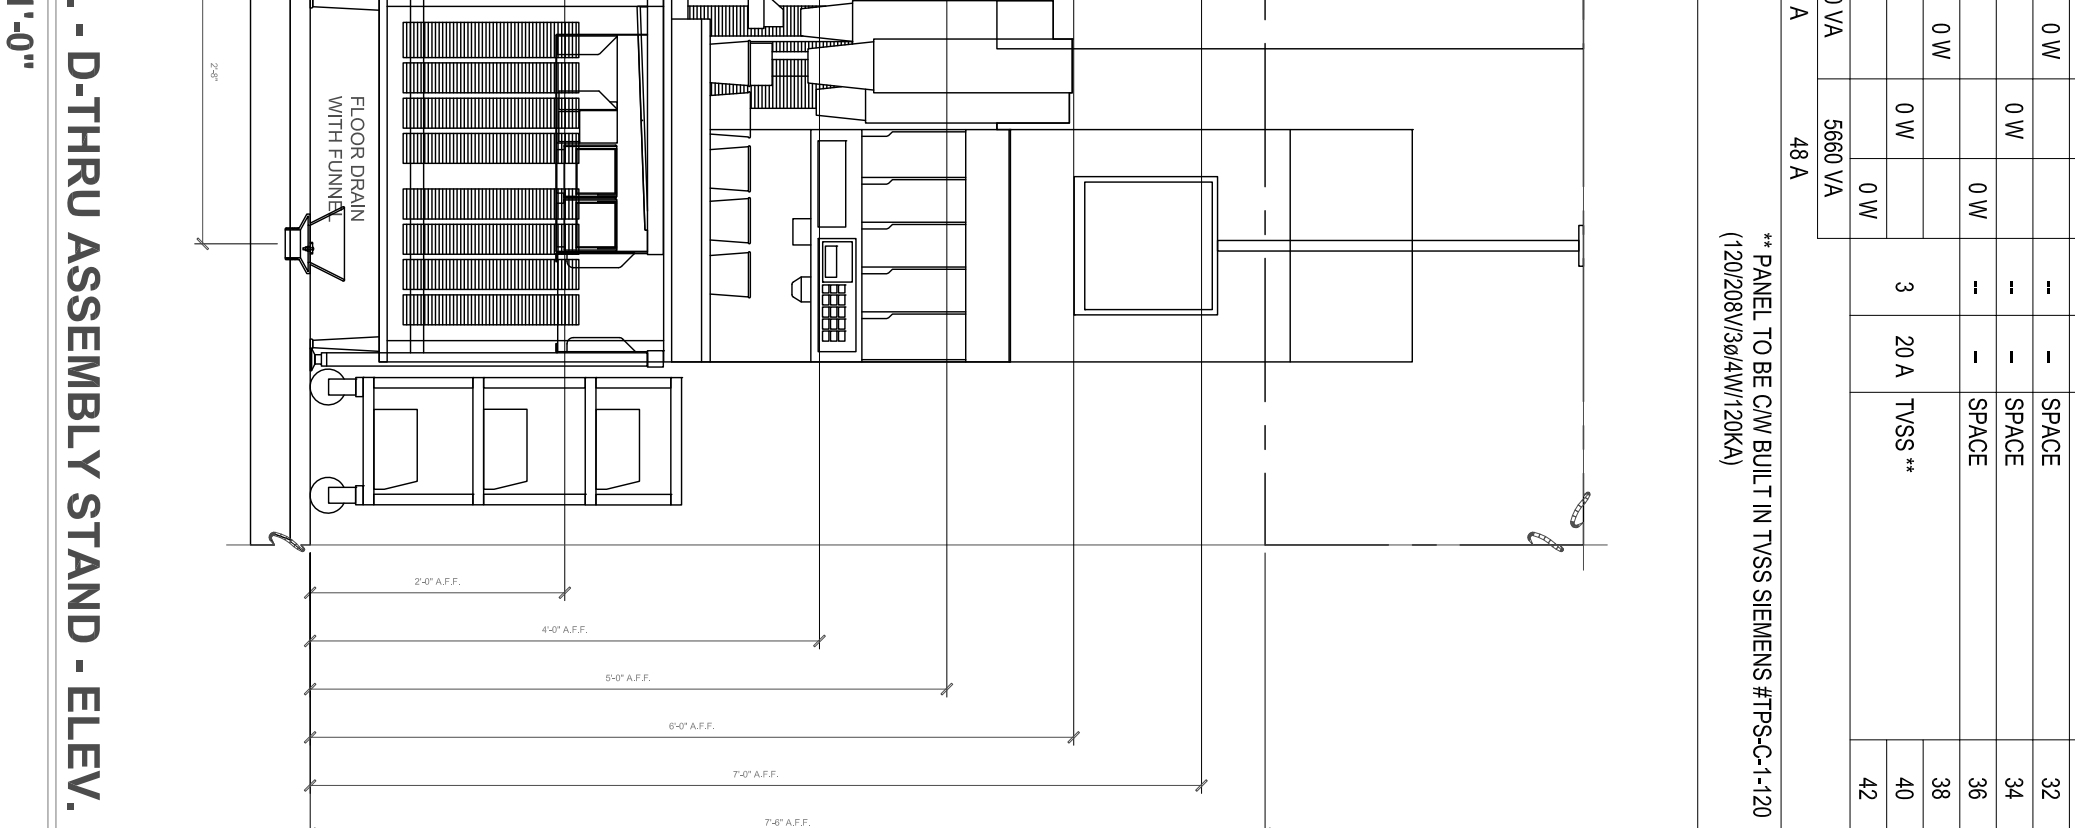 0 W -- - SPACE 32
0 W -- - SPACE 34
0 W -- - SPACE 36
0 W 38
0 W 3 20 A TVSS ** 40
0 W 42
0 VA 5660 VA
A 48 A
** PANEL TO BE C/W BUILT IN TVSS SIEMENS #TPS-C-1-120
(120/208V/3ø/4W/120KA)
FLOOR DRAIN
WITH FUNNEL
2'-8"
2'-0" A.F.F.
4'-0" A.F.F.
5'-0" A.F.F.
6'-0" A.F.F.
7'-0" A.F.F.
7'-6" A.F.F.
. - D-THRU ASSEMBLY STAND - ELEV.
1'-0"